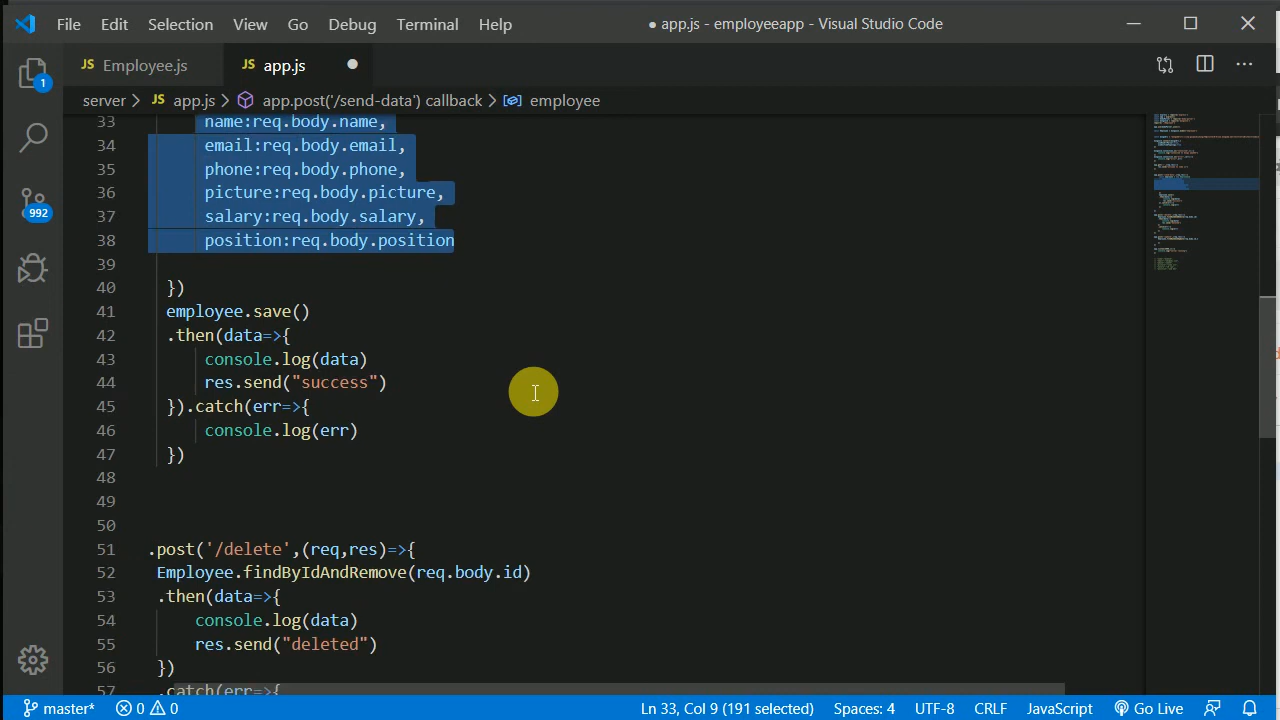 File Edit Selection View Go Debug Terminal Help ● app.js - employeeapp - Visual Studio Code
JS Employee.js JS app.js ●
server > JS app.js > app.post('/send-data') callback > employee
33 name:req.body.name,
34 email:req.body.email,
35 phone:req.body.phone,
36 picture:req.body.picture,
37 salary:req.body.salary,
38 position:req.body.position
39
40 })
41 employee.save()
42 .then(data=>{
43 console.log(data)
44 res.send("success")
45 }).catch(err=>{
46 console.log(err)
47 })
48
49
50
51 .post('/delete',(req,res)=>{
52 Employee.findByIdAndRemove(req.body.id)
53 .then(data=>{
54 console.log(data)
55 res.send("deleted")
56 })
57 .catch(err=>{
1
992
master* 0 0 Ln 33, Col 9 (191 selected) Spaces: 4 UTF-8 CRLF JavaScript Go Live